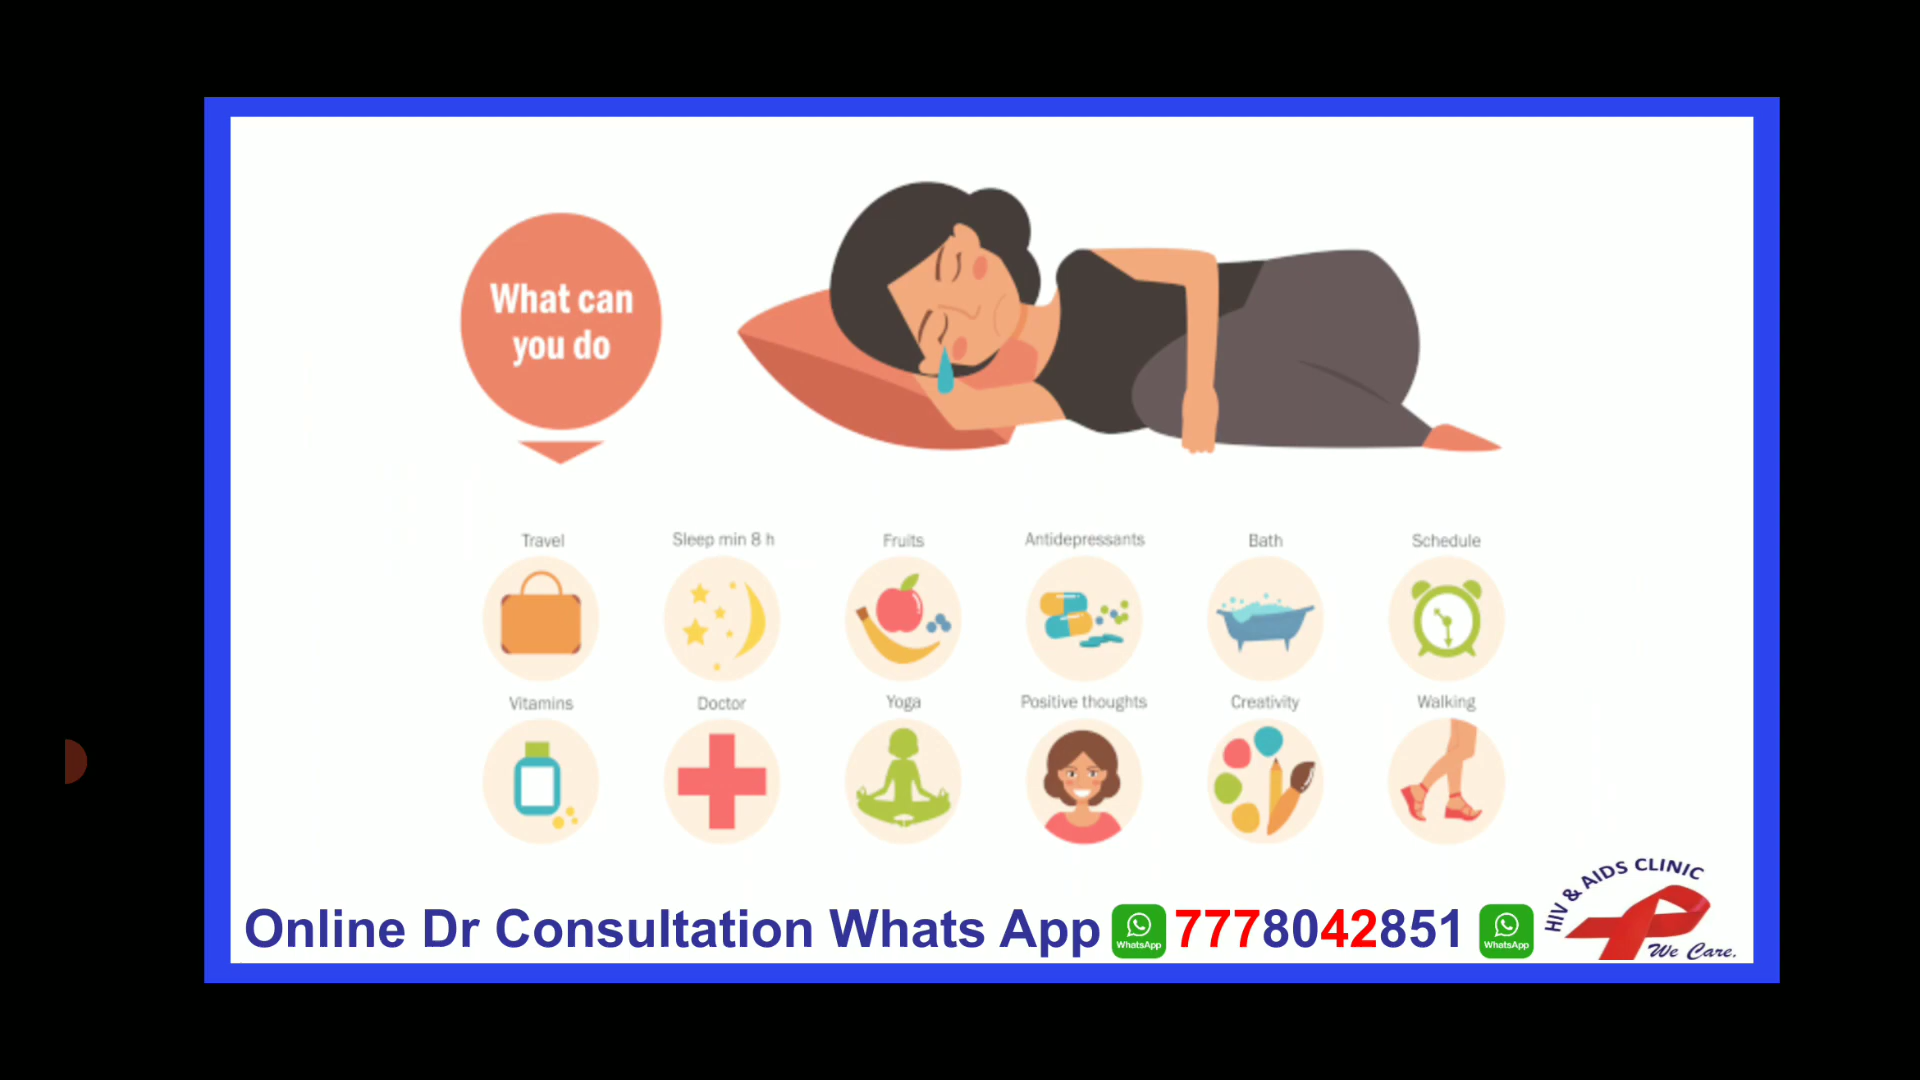 What can
you do
Travel
Sleep min 8 h
Fruits
Antidepressants
Bath
Schedule
Vitamins
Doctor
Yoga
Positive thoughts
Creativity
Walking
HIV & AIDS CLINIC
Online Dr Consultation Whats App WhatsApp 7778042851 WhatsApp
We Care.